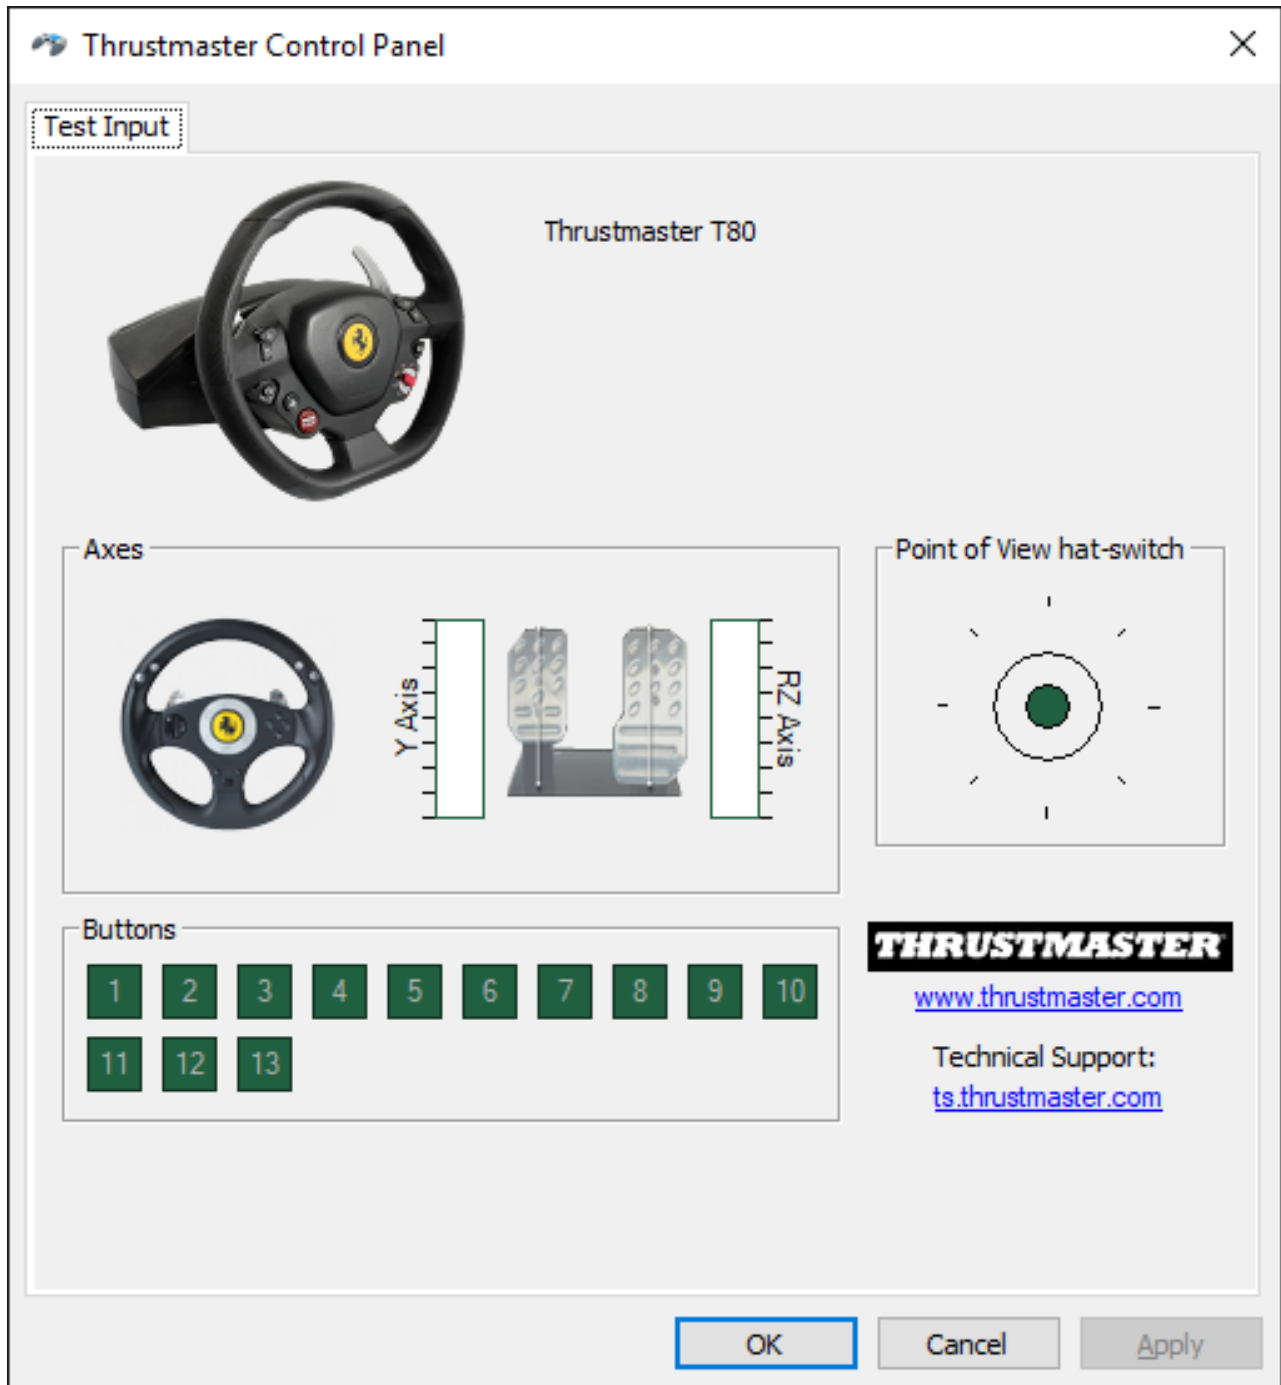 Thrustmaster Control Panel
Test Input
Thrustmaster T80
Axes
Y Axis
RZ Axis
Point of View hat-switch
Buttons
1 2 3 4 5 6 7 8 9 10
11 12 13
THRUSTMASTER
www.thrustmaster.com
Technical Support:
ts.thrustmaster.com
OK Cancel Apply